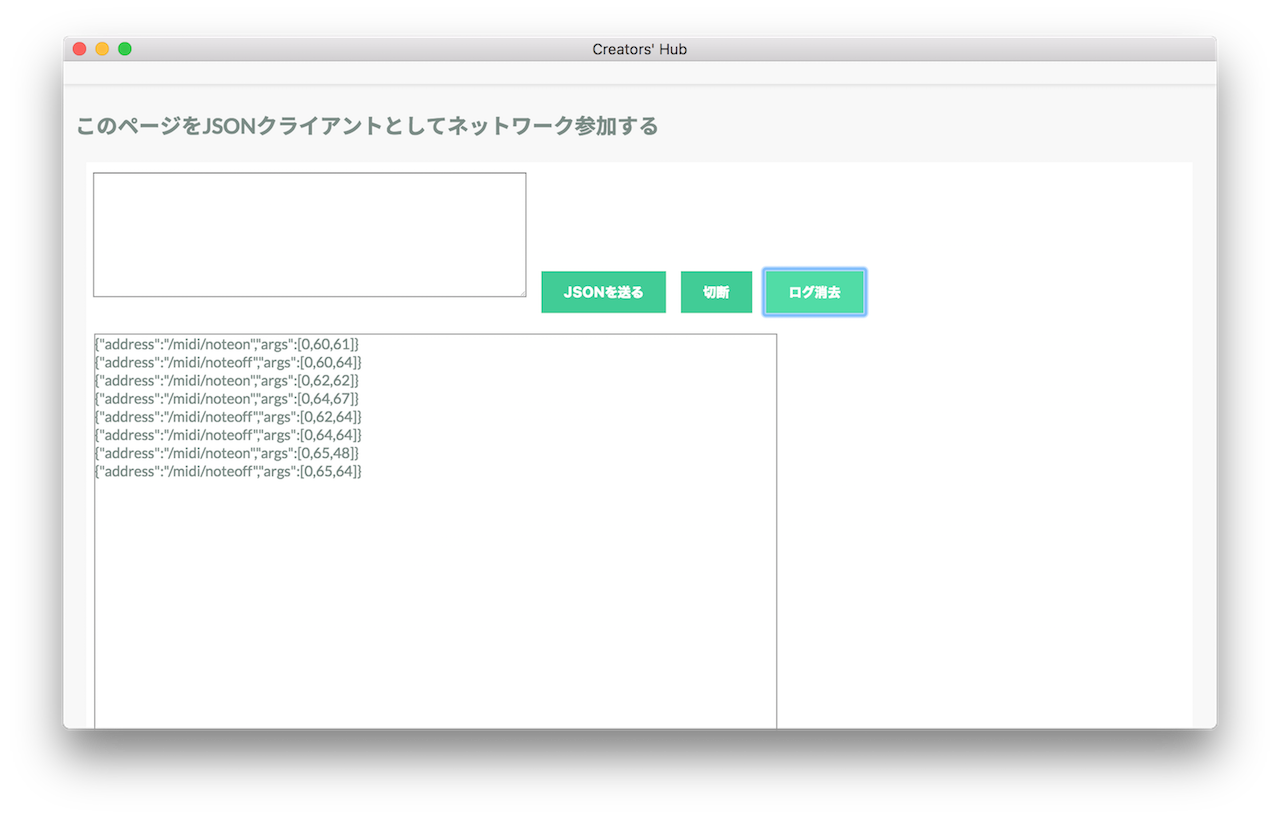 Creators' Hub
このページをJSONクライアントとしてネットワーク参加する
JSONを送る 切断 ログ消去
{"address":"/midi/noteon","args":[0,60,61]}
{"address":"/midi/noteoff","args":[0,60,64]}
{"address":"/midi/noteon","args":[0,62,62]}
{"address":"/midi/noteon","args":[0,64,67]}
{"address":"/midi/noteoff","args":[0,62,64]}
{"address":"/midi/noteoff","args":[0,64,64]}
{"address":"/midi/noteon","args":[0,65,48]}
{"address":"/midi/noteoff","args":[0,65,64]}